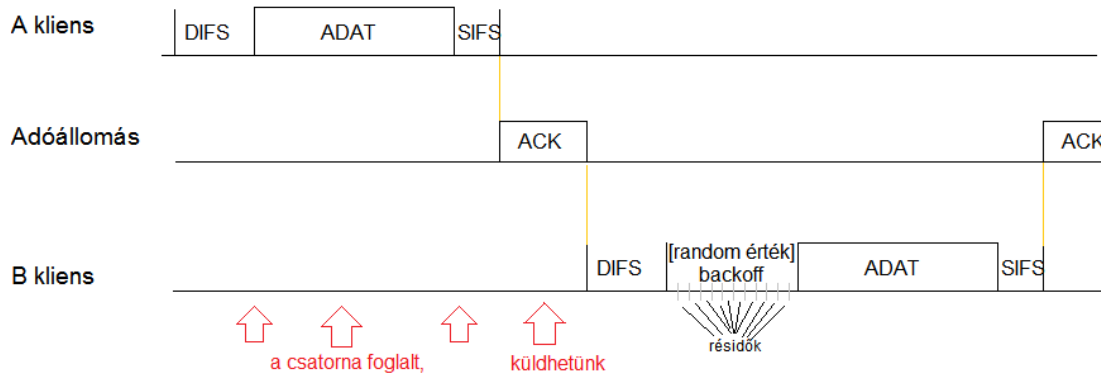 A kliens
DIFS ADAT SIFS
Adóállomás
ACK ACK
B kliens
DIFS [random érték] backoff ADAT SIFS
résidők
a csatorna foglalt, küldhetünk